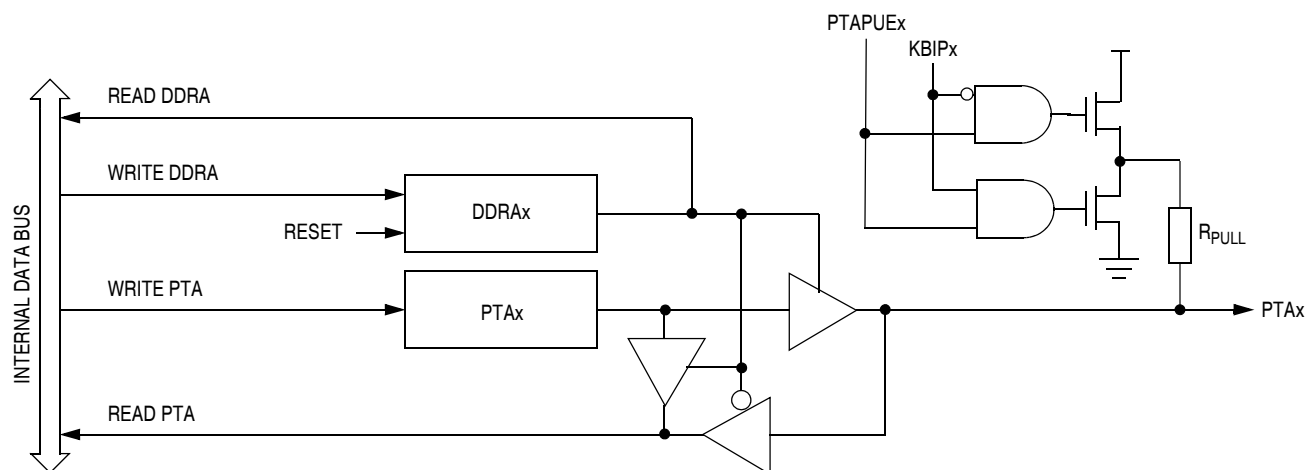 PTAPUEx
KBIPx
READ DDRA
WRITE DDRA
DDRAx
RESET
RPULL
INTERNAL DATA BUS
WRITE PTA
PTAx
PTAx
READ PTA